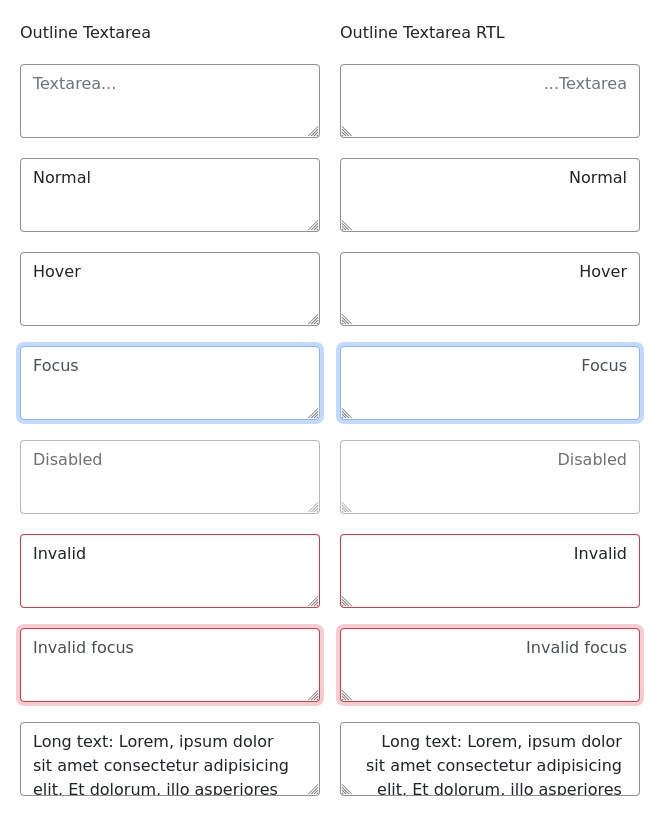 Outline Textarea
Textarea...
Normal
Hover
Focus
Disabled
Invalid
Invalid focus
Long text: Lorem, ipsum dolor
sit amet consectetur adipisicing
elit. Et dolorum, illo asperiores
Outline Textarea RTL
...Textarea
Normal
Hover
Focus
Disabled
Invalid
Invalid focus
Long text: Lorem, ipsum dolor
sit amet consectetur adipisicing
elit. Et dolorum, illo asperiores